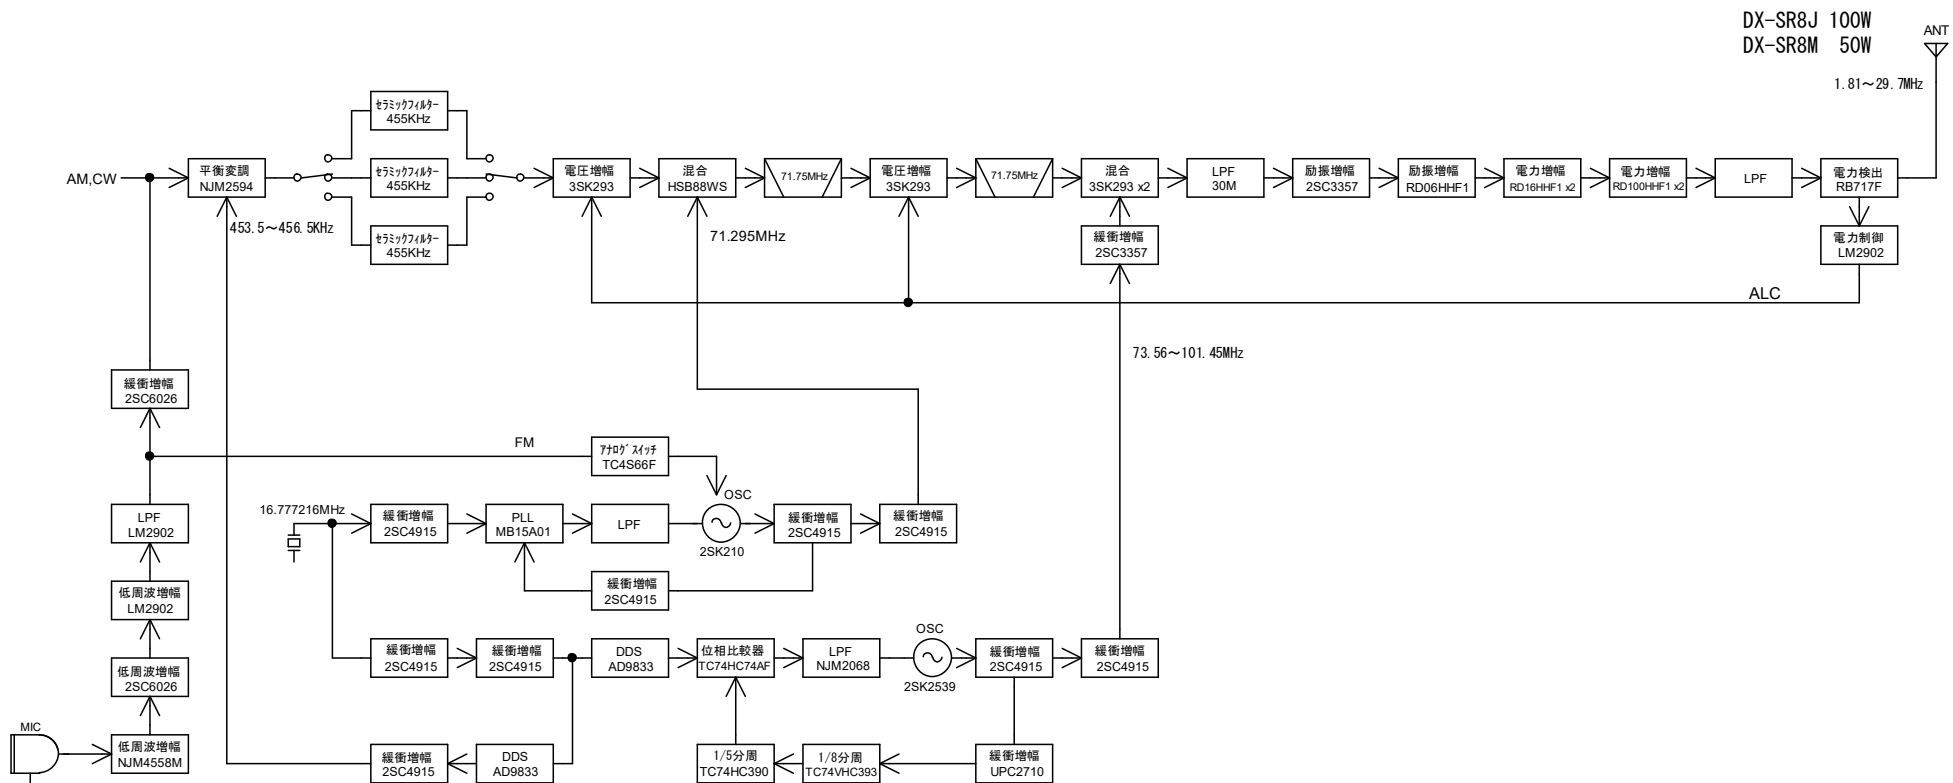 DX-SR8J 100W
DX-SR8M 50W
ANT
1.81～29.7MHz
セラミックフィルター
455KHz
AM,CW
平衡変調
NJM2594
セラミックフィルター
455KHz
電圧増幅
3SK293
混合
HSB88WS
71.75MHz
電圧増幅
3SK293
71.75MHz
混合
3SK293 x2
LPF
30M
励振増幅
2SC3357
励振増幅
RD06HHF1
電力増幅
RD16HHF1 x2
電力増幅
RD100HHF1 x2
LPF
電力検出
RB717F
453.5～456.5KHz
セラミックフィルター
455KHz
71.295MHz
緩衝増幅
2SC3357
電力制御
LM2902
ALC
73.56～101.45MHz
緩衝増幅
2SC6026
FM
アナログスイッチ
TC4S66F
OSC
16.777216MHz
LPF
LM2902
緩衝増幅
2SC4915
PLL
MB15A01
LPF
2SK210
緩衝増幅
2SC4915
緩衝増幅
2SC4915
低周波増幅
LM2902
緩衝増幅
2SC4915
OSC
低周波増幅
2SC6026
緩衝増幅
2SC4915
緩衝増幅
2SC4915
DDS
AD9833
位相比較器
TC74HC74AF
LPF
NJM2068
2SK2539
緩衝増幅
2SC4915
緩衝増幅
2SC4915
MIC
低周波増幅
NJM4558M
緩衝増幅
2SC4915
DDS
AD9833
1/5分周
TC74HC390
1/8分周
TC74VHC393
緩衝増幅
UPC2710